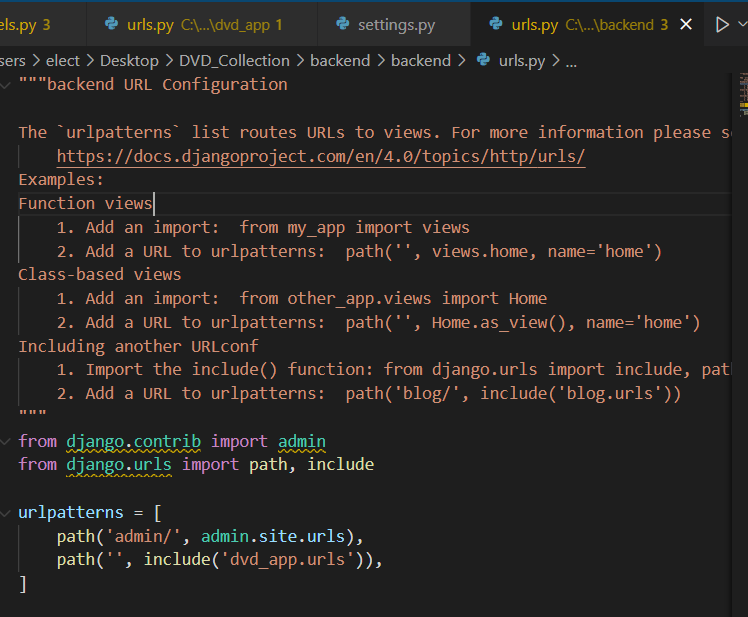 els.py 3 urls.py C:\...\dvd_app 1 settings.py urls.py C:\...\backend 3
sers > elect > Desktop > DVD_Collection > backend > backend > urls.py > ...
"""backend URL Configuration
The `urlpatterns` list routes URLs to views. For more information please s
https://docs.djangoproject.com/en/4.0/topics/http/urls/
Examples:
Function views
1. Add an import:  from my_app import views
2. Add a URL to urlpatterns:  path('', views.home, name='home')
Class-based views
1. Add an import:  from other_app.views import Home
2. Add a URL to urlpatterns:  path('', Home.as_view(), name='home')
Including another URLconf
1. Import the include() function: from django.urls import include, pat
2. Add a URL to urlpatterns:  path('blog/', include('blog.urls'))
"""
from django.contrib import admin
from django.urls import path, include
urlpatterns = [
path('admin/', admin.site.urls),
path('', include('dvd_app.urls')),
]